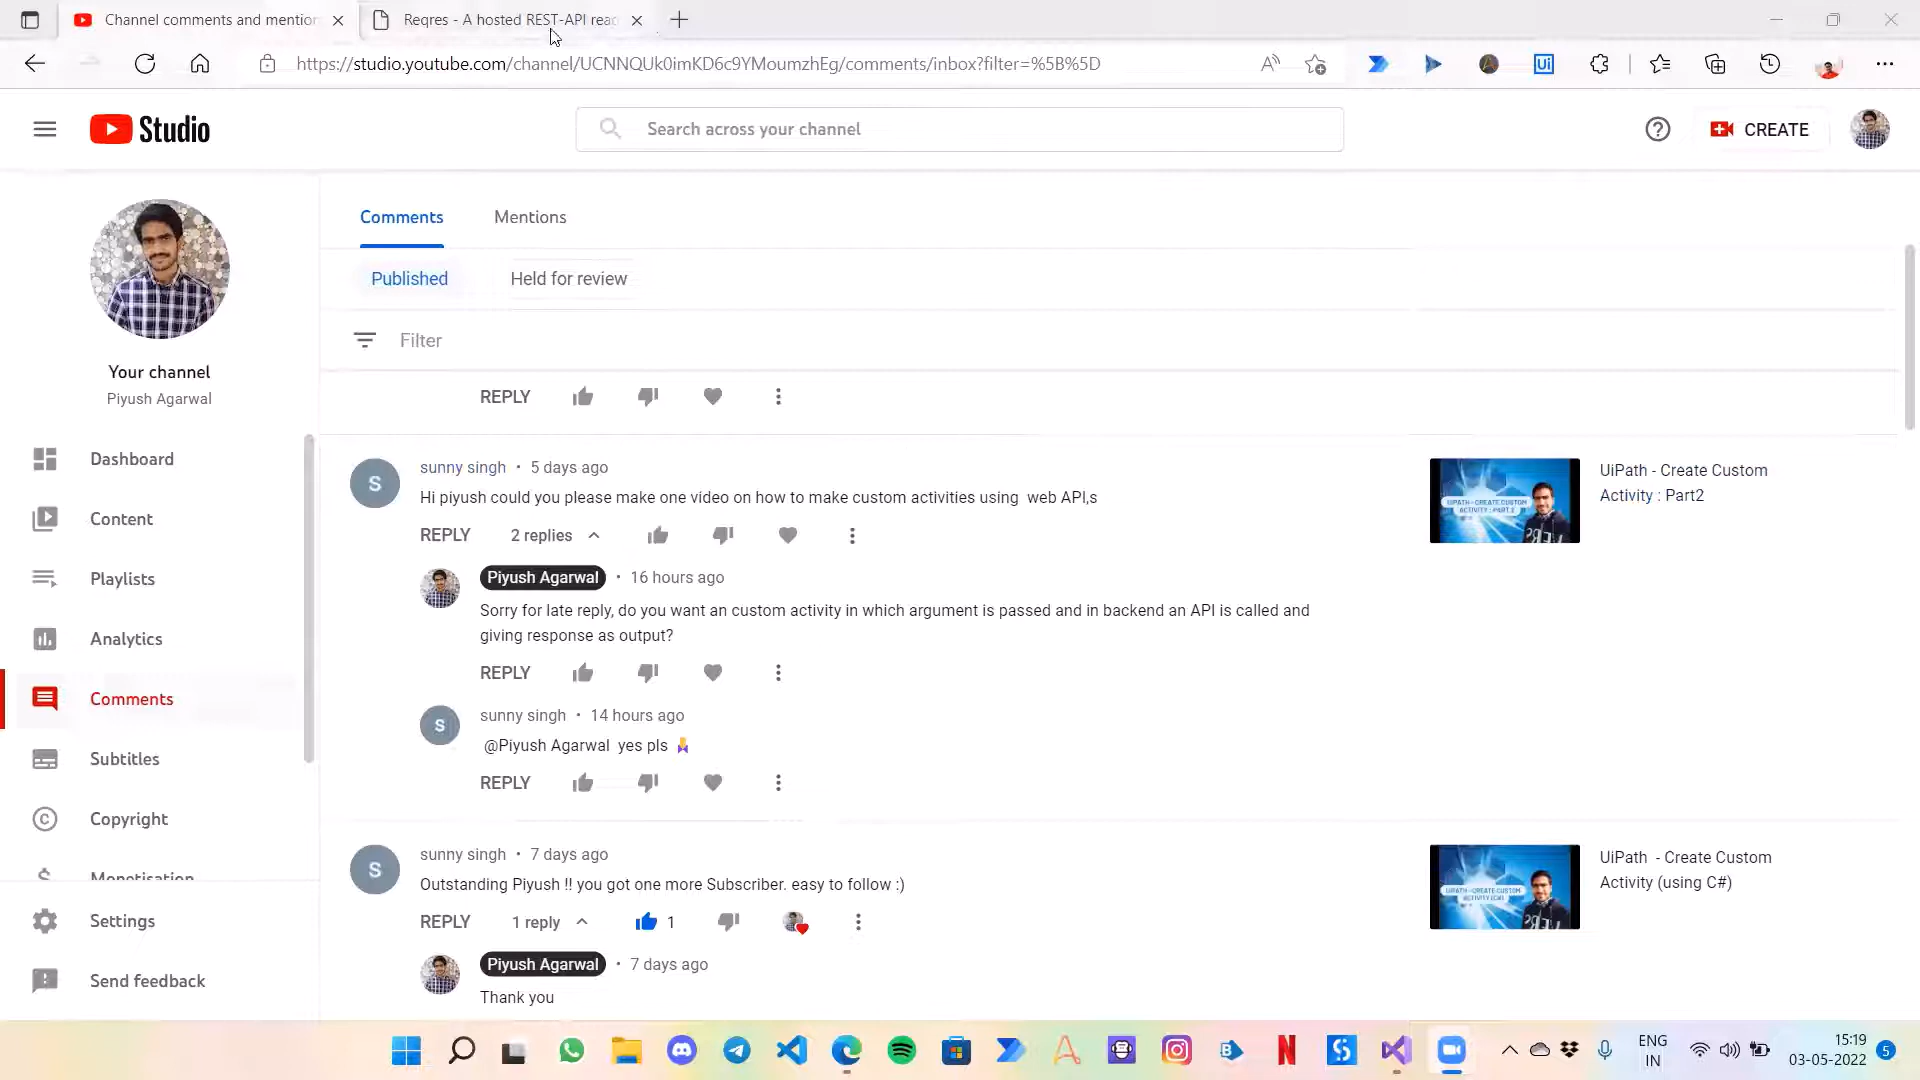 Channel comments and mention
Reqres - A hosted REST-API reac
https://studio.youtube.com/channel/UCNNQUk0imKD6c9YMoumzhEg/comments/inbox?filter=%5B%5D
Studio
Search across your channel
CREATE
Your channel
Piyush Agarwal
Dashboard
Content
Playlists
Analytics
Comments
Subtitles
Copyright
Monetisation
Settings
Send feedback
Comments
Mentions
Published
Held for review
Filter
REPLY
sunny singh • 5 days ago
Hi piyush could you please make one video on how to make custom activities using web API,s
REPLY 2 replies
UiPath - Create Custom
Activity : Part2
Piyush Agarwal • 16 hours ago
Sorry for late reply, do you want an custom activity in which argument is passed and in backend an API is called and
giving response as output?
REPLY
S
sunny singh • 14 hours ago
@Piyush Agarwal yes pls
REPLY
S
sunny singh • 7 days ago
Outstanding Piyush !! you got one more Subscriber. easy to follow :)
REPLY 1 reply 1
UiPath - Create Custom
Activity (using C#)
Piyush Agarwal • 7 days ago
Thank you
ENG
IN
15:19
03-05-2022
5